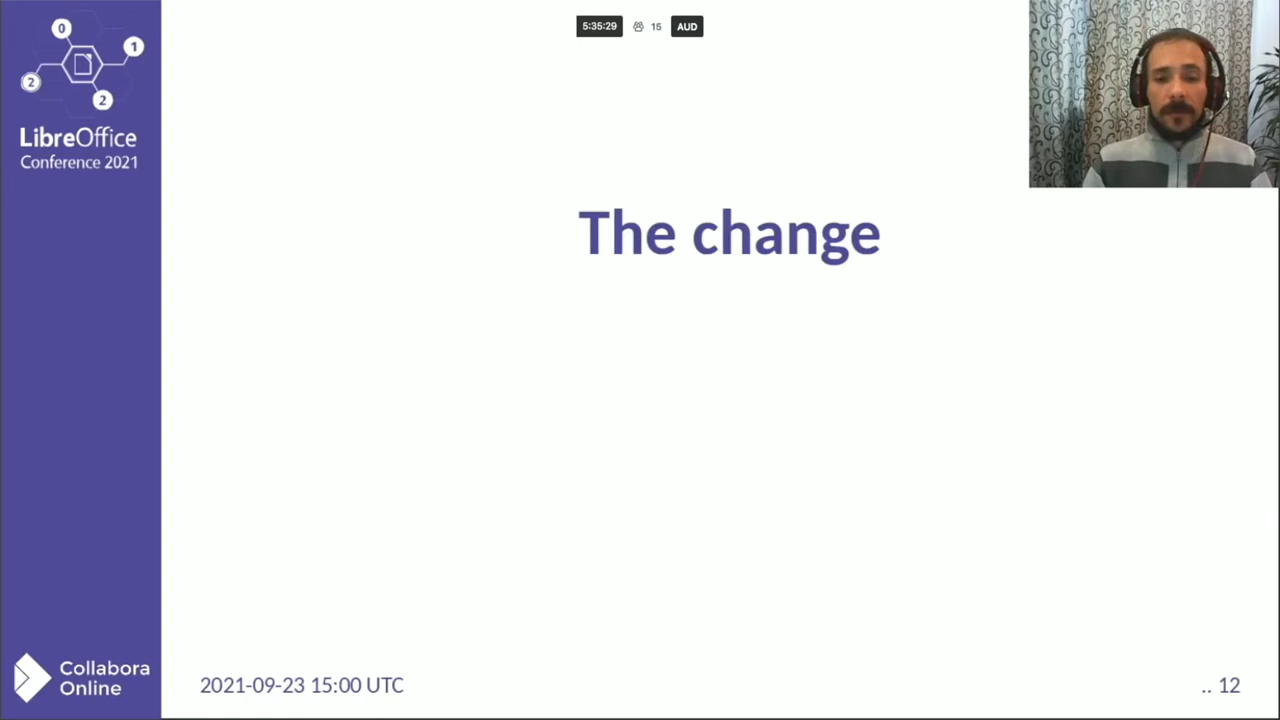 5:35:29 15 AUD
0
1
2
2
LibreOffice
Conference 2021
The change
Collabora
Online
2021-09-23 15:00 UTC
.. 12